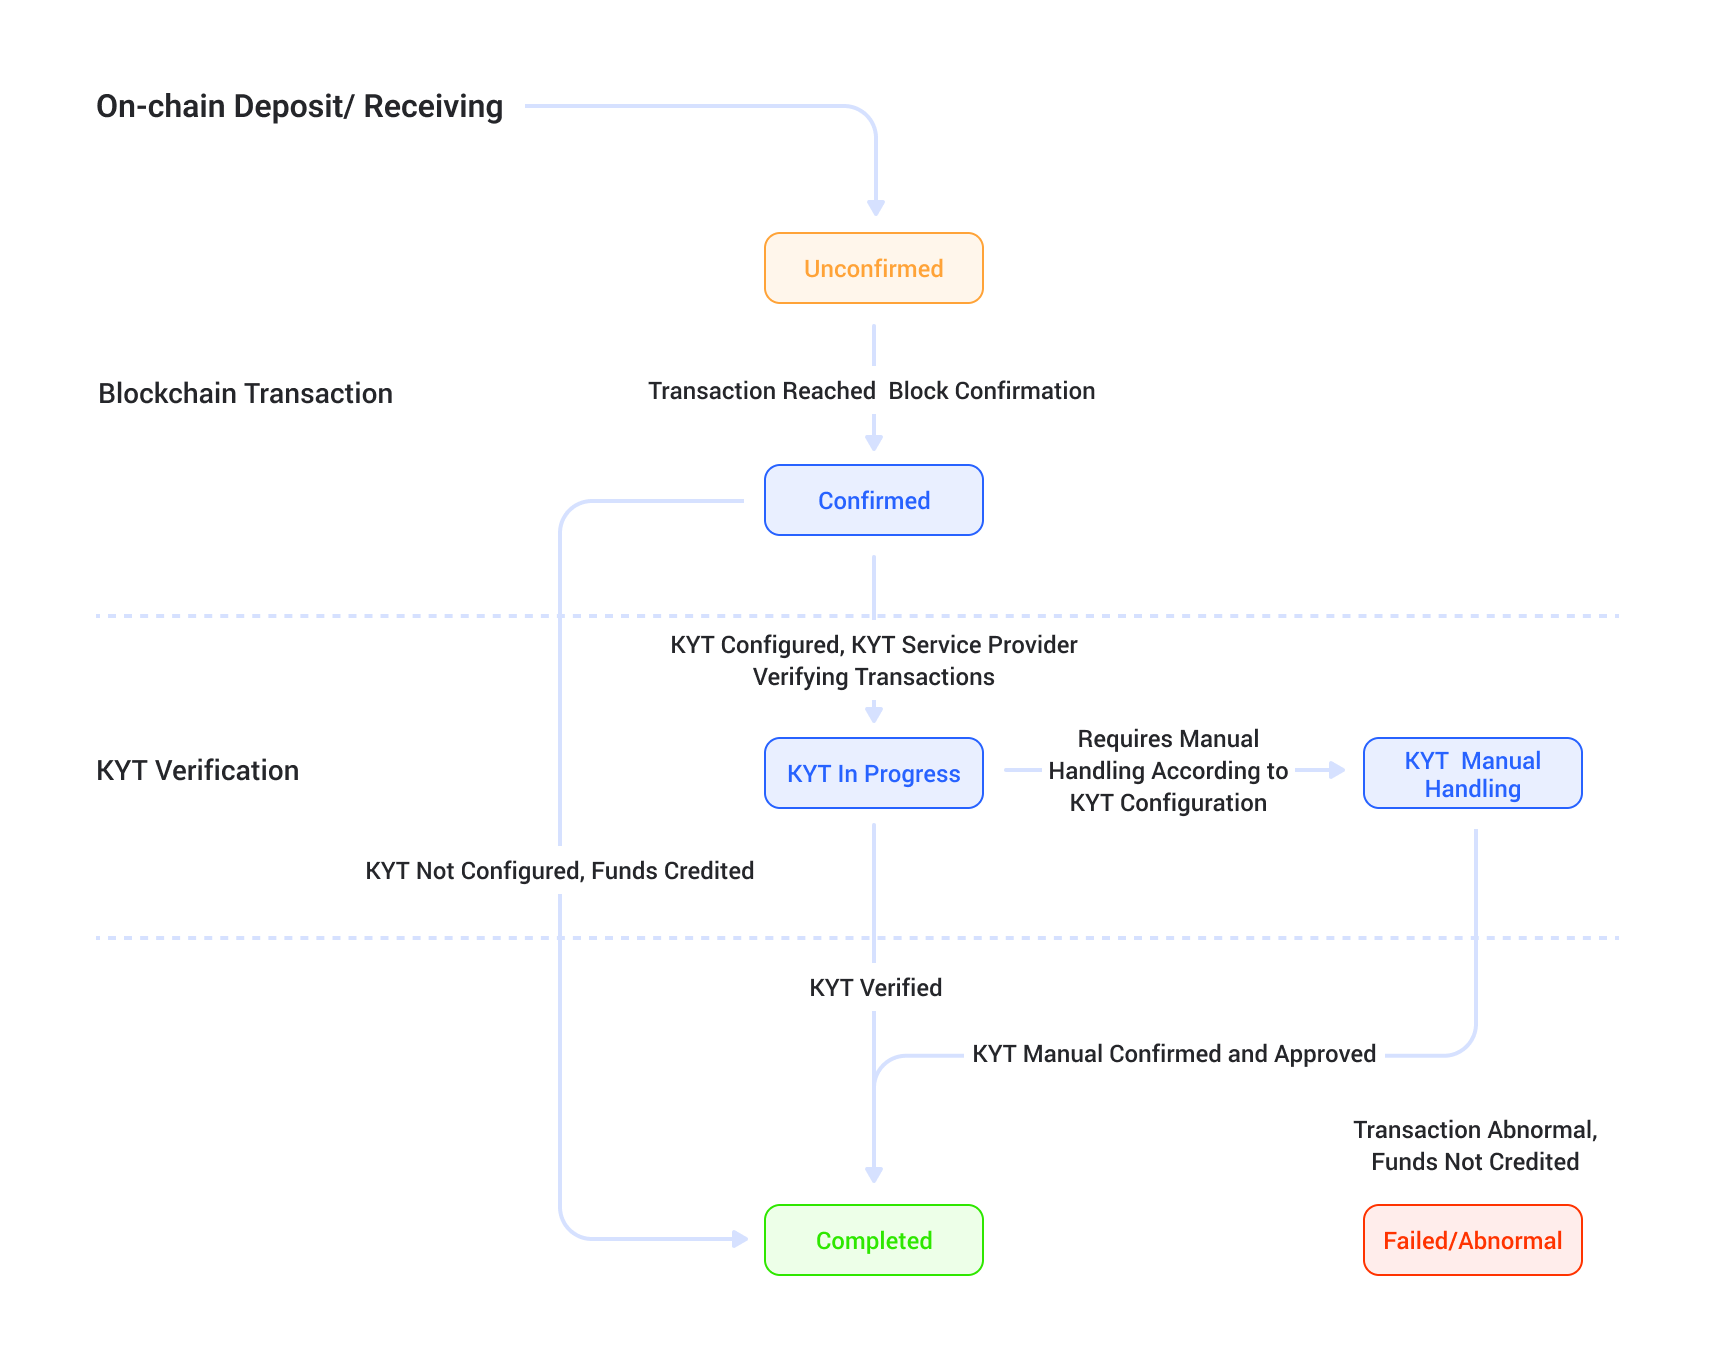 On-chain Deposit/ Receiving
Unconfirmed
Blockchain Transaction
Transaction Reached  Block Confirmation
Confirmed
KYT Configured, KYT Service Provider
Verifying Transactions
KYT Verification
KYT In Progress
Requires Manual
Handling According to
KYT Configuration
KYT  Manual
Handling
KYT Not Configured, Funds Credited
KYT Verified
KYT Manual Confirmed and Approved
Transaction Abnormal,
Funds Not Credited
Completed
Failed/Abnormal